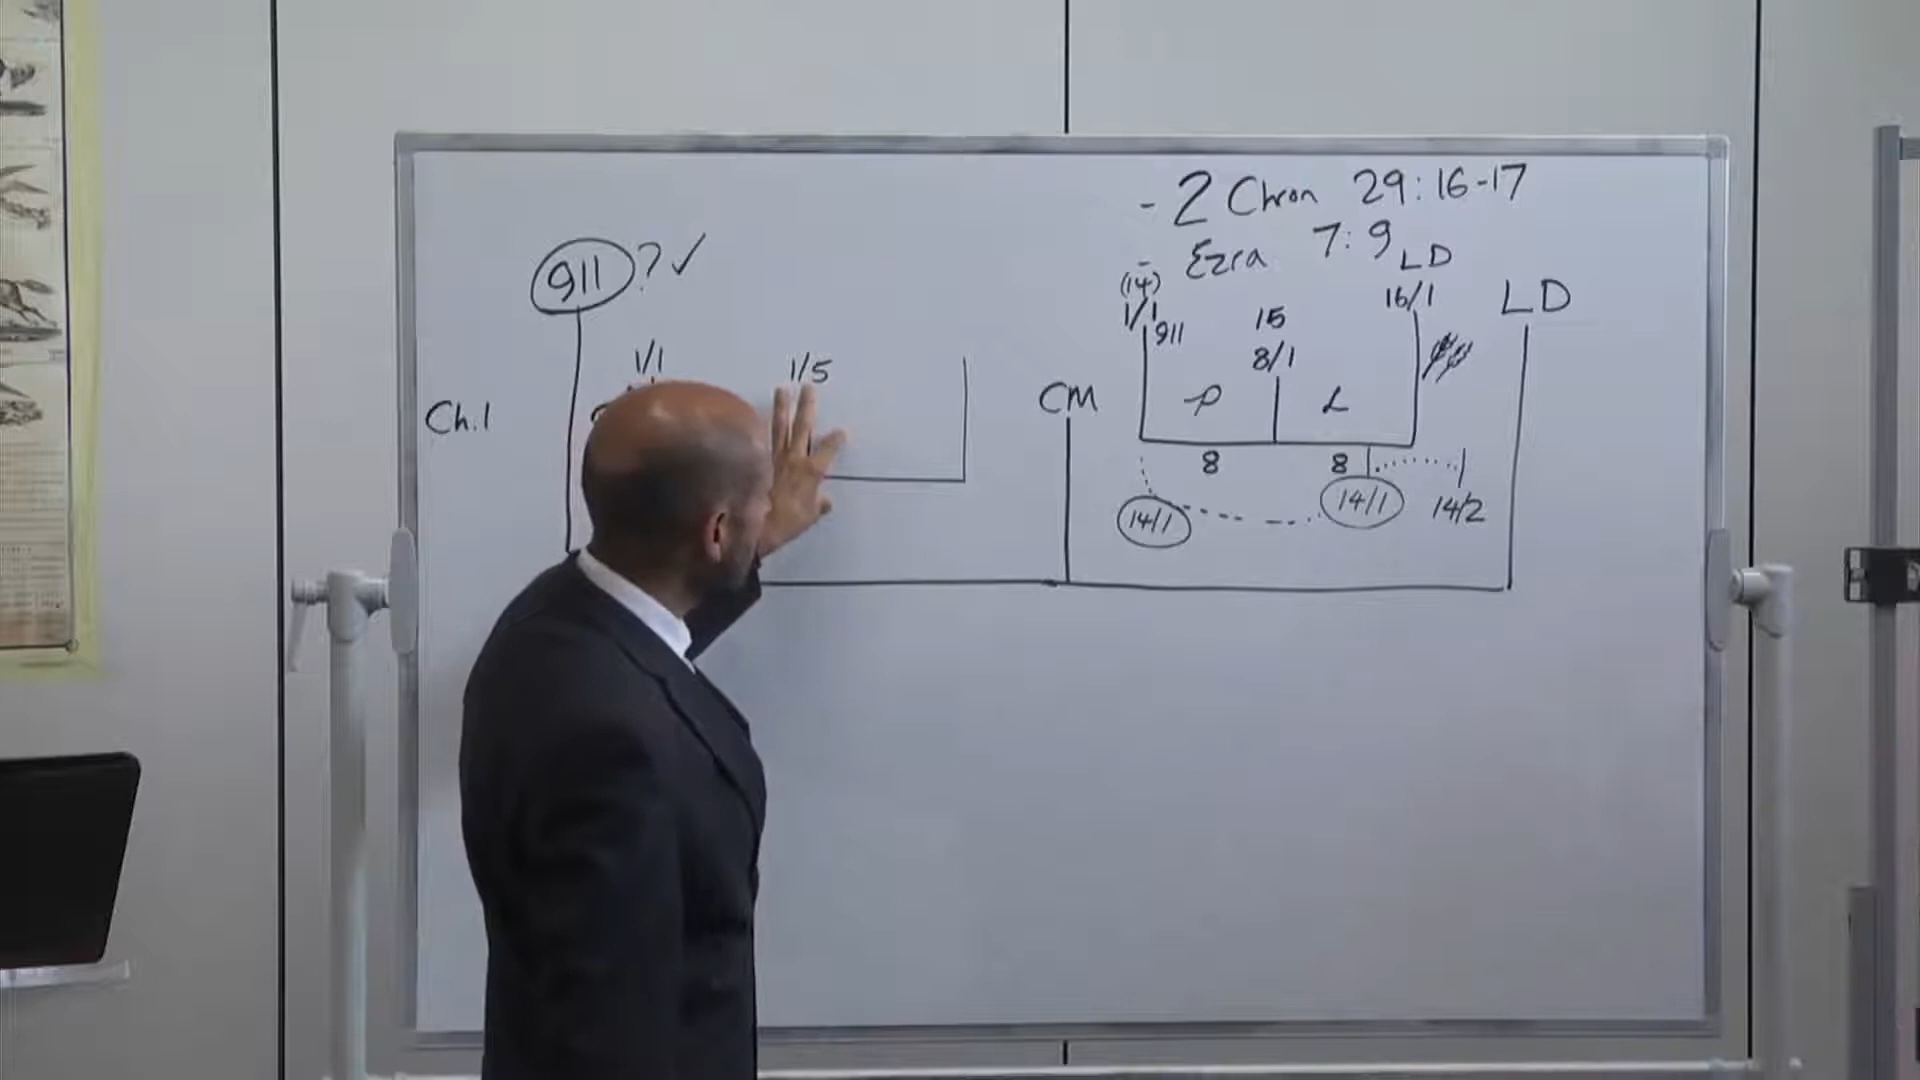 - 2 Chron 29:16-17
- Ezra 7:9
911 ? ✓
LD
LD
(14)
1/1
911
15
8/1
16/1
1/1
1/5
Ch.1
CM
P
L
8
8
14/1
14/1
14/2